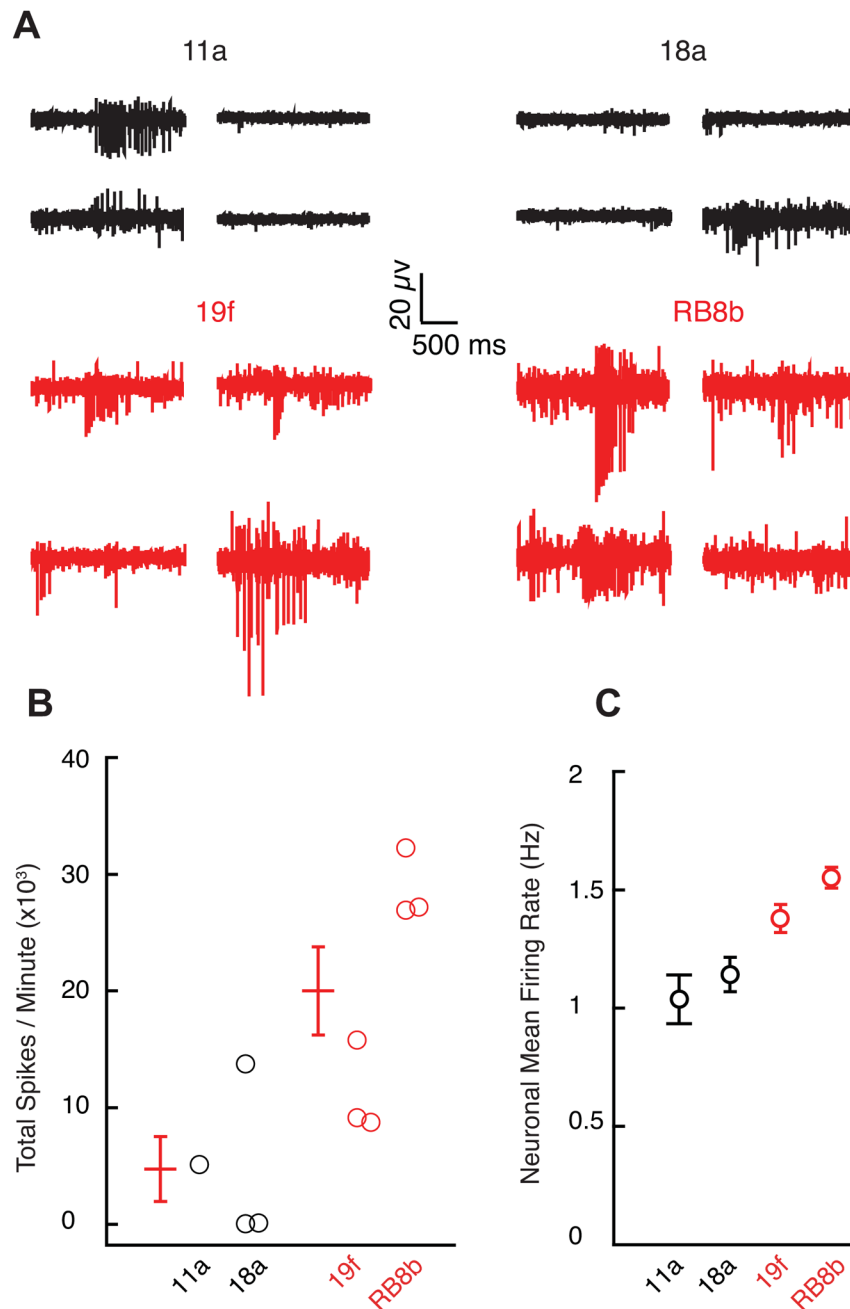 A
11a
18a
20 µv
500 ms
19f
RB8b
B
Total Spikes / Minute (x10³)
40
30
20
10
0
11a
18a
19f
RB8b
C
Neuronal Mean Firing Rate (Hz)
2
1.5
1
0.5
0
11a
18a
19f
RB8b